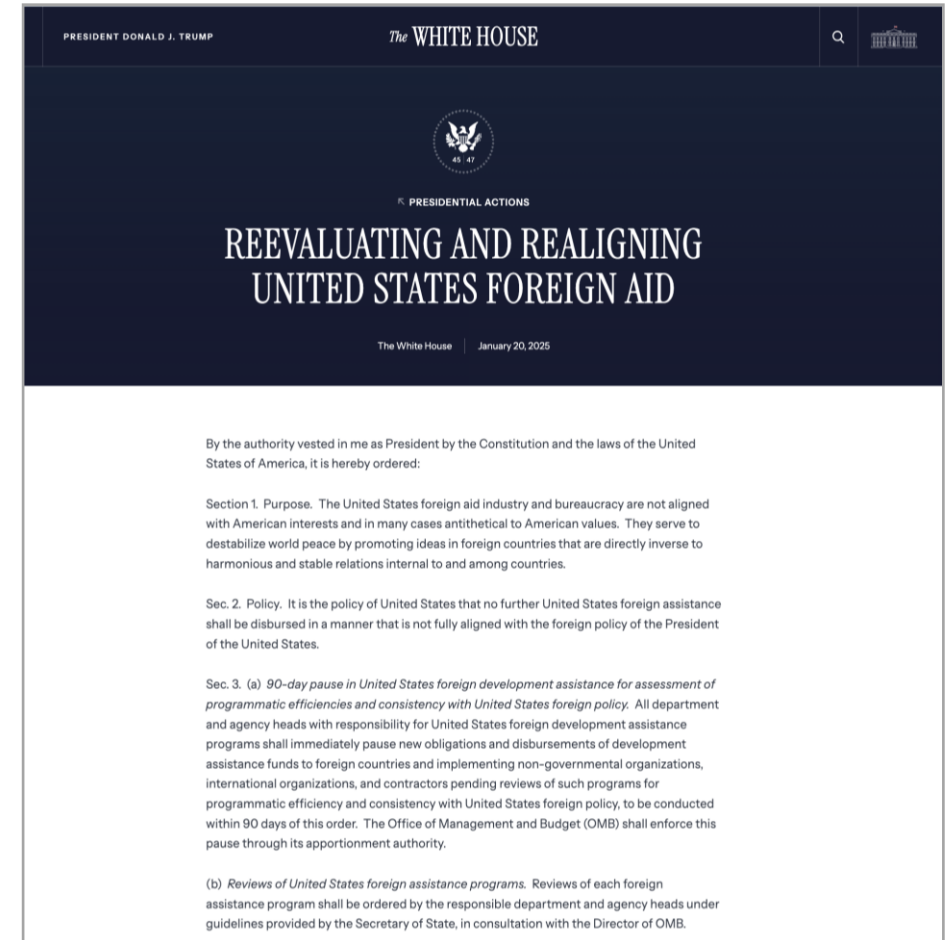 PRESIDENT DONALD J. TRUMP
The WHITE HOUSE
45 47
PRESIDENTIAL ACTIONS
REEVALUATING AND REALIGNING
UNITED STATES FOREIGN AID
The White House
January 20, 2025
By the authority vested in me as President by the Constitution and the laws of the United
States of America, it is hereby ordered:
Section 1. Purpose. The United States foreign aid industry and bureaucracy are not aligned
with American interests and in many cases antithetical to American values. They serve to
destabilize world peace by promoting ideas in foreign countries that are directly inverse to
harmonious and stable relations internal to and among countries.
Sec. 2. Policy. It is the policy of United States that no further United States foreign assistance
shall be disbursed in a manner that is not fully aligned with the foreign policy of the President
of the United States.
Sec. 3. (a) 90-day pause in United States foreign development assistance for assessment of
programmatic efficiencies and consistency with United States foreign policy. All department
and agency heads with responsibility for United States foreign development assistance
programs shall immediately pause new obligations and disbursements of development
assistance funds to foreign countries and implementing non-governmental organizations,
international organizations, and contractors pending reviews of such programs for
programmatic efficiency and consistency with United States foreign policy, to be conducted
within 90 days of this order. The Office of Management and Budget (OMB) shall enforce this
pause through its apportionment authority.
(b) Reviews of United States foreign assistance programs. Reviews of each foreign
assistance program shall be ordered by the responsible department and agency heads under
guidelines provided by the Secretary of State, in consultation with the Director of OMB.